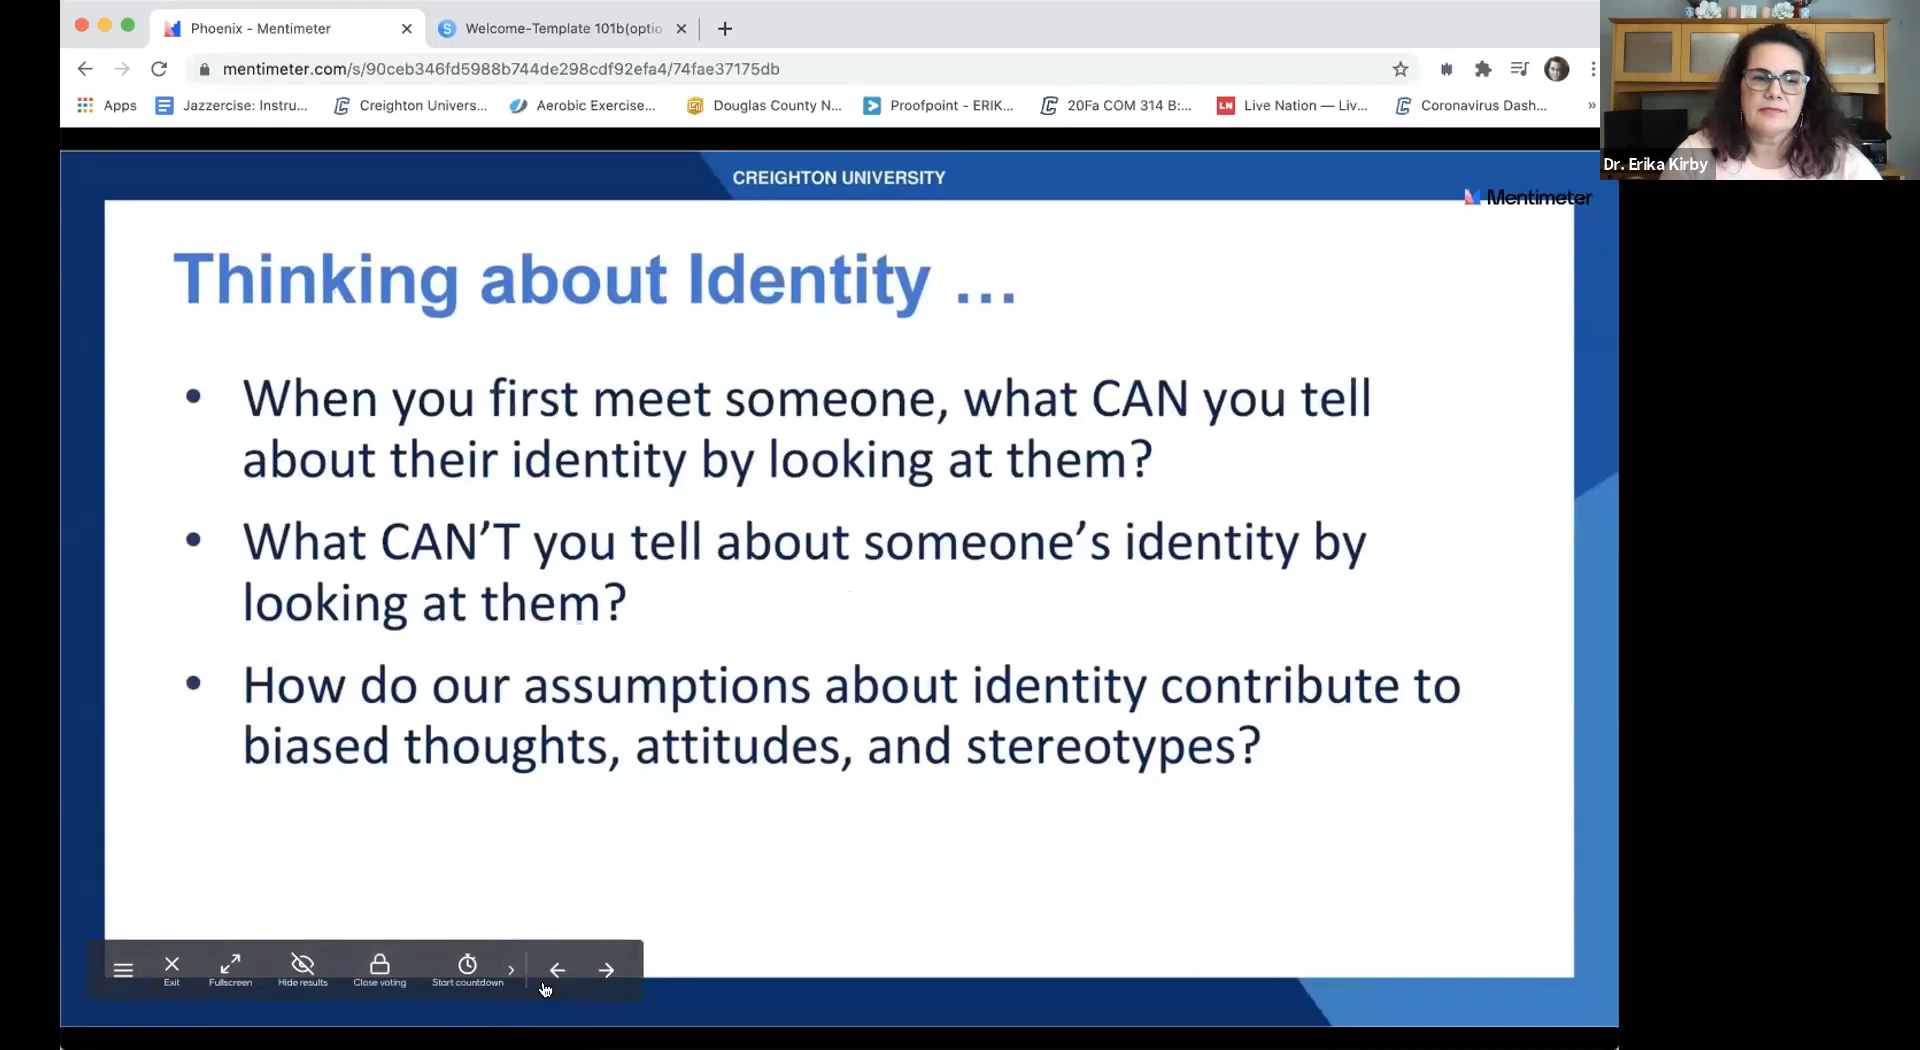 Phoenix - Mentimeter
Welcome-Template 101b(optio
mentimeter.com/s/90ceb346fd5988b744de298cdf92efa4/74fae37175db
Apps
Jazzercise: Instru...
Creighton Univers...
Aerobic Exercise...
Douglas County N...
Proofpoint - ERIK...
20Fa COM 314 B:...
LN
Live Nation — Liv...
Coronavirus Dash...
»
Dr. Erika Kirby
CREIGHTON UNIVERSITY
Mentimeter
Thinking about Identity ...
• When you first meet someone, what CAN you tell
about their identity by looking at them?
• What CAN’T you tell about someone’s identity by
looking at them?
• How do our assumptions about identity contribute to
biased thoughts, attitudes, and stereotypes?
Exit
Fullscreen
Hide results
Close voting
Start countdown